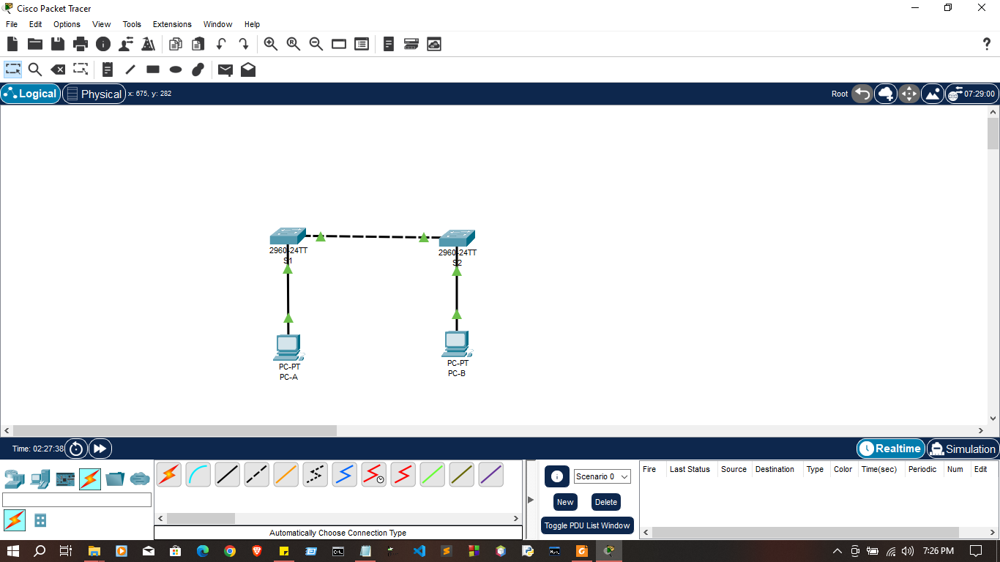 Cisco Packet Tracer
File Edit Options View Tools Extensions Window Help
Logical Physical x: 675, y: 282 Root 07:29:00
2960-24TT
S1
2960-24TT
S2
PC-PT
PC-A
PC-PT
PC-B
Time: 02:27:38 Realtime Simulation
Fire Last Status Source Destination Type Color Time(sec) Periodic Num Edit
Scenario 0
New Delete
Toggle PDU List Window
Automatically Choose Connection Type
7:26 PM